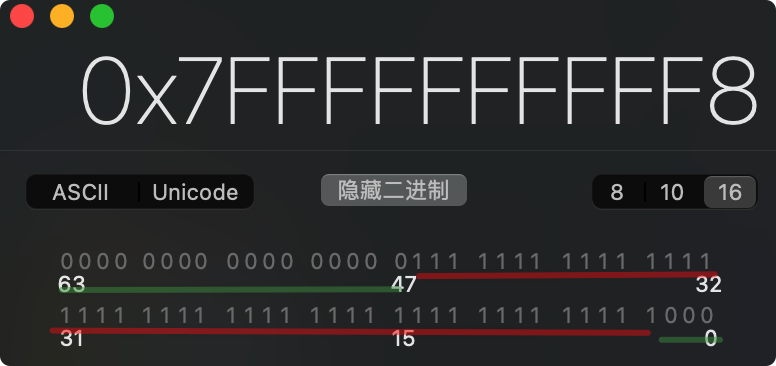 0x7FFFFFFFFFF8
ASCII Unicode 隐藏二进制 8 10 16
0000 0000 0000 0000 0111 1111 1111 1111
63 47 32
1111 1111 1111 1111 1111 1111 1111 1000
31 15 0